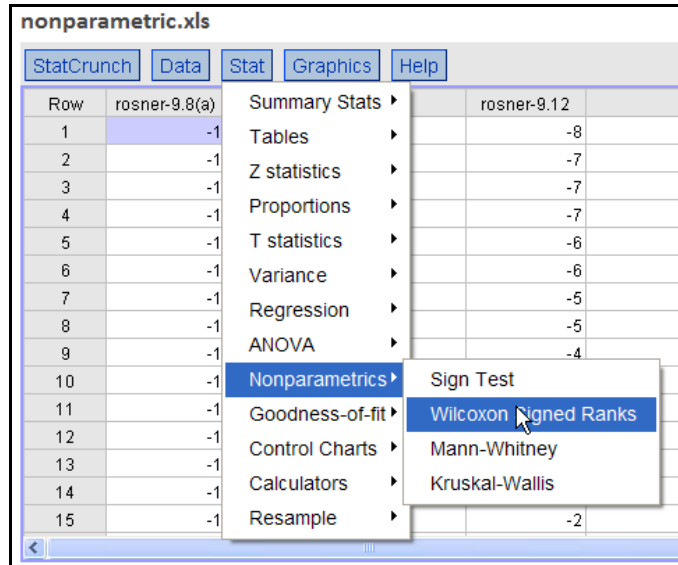 nonparametric.xls
StatCrunch Data Stat Graphics Help
Row rosner-9.8(a) Summary Stats rosner-9.12
1 -1 -8
Tables
2 -1 -7
Z statistics
3 -1 -7
4 -1 Proportions -7
5 -1 T statistics -6
6 -1 Variance -6
7 -1 -5
Regression
8 -1 -5
9 -1 ANOVA -4
10 -1 Nonparametrics Sign Test
11 -1 Goodness-of-fit Wilcoxon Signed Ranks
12 -1 Control Charts Mann-Whitney
13 -1
14 -1 Calculators Kruskal-Wallis
15 -1 Resample -2